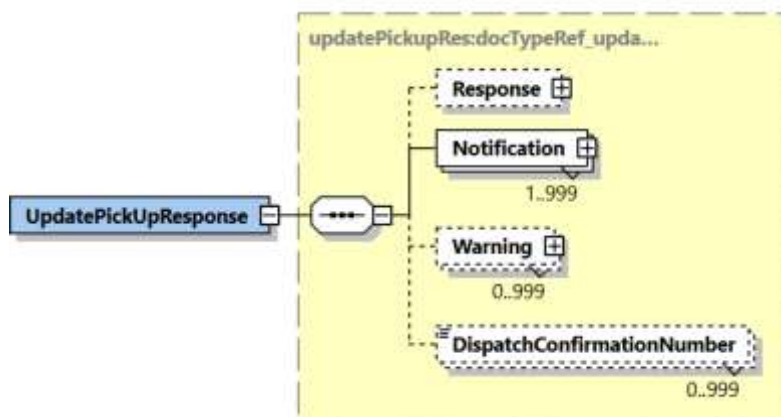 updatePickupRes:docTypeRef_upda...
Response
Notification
1..999
UpdatePickUpResponse
Warning
0..999
DispatchConfirmationNumber
0..999